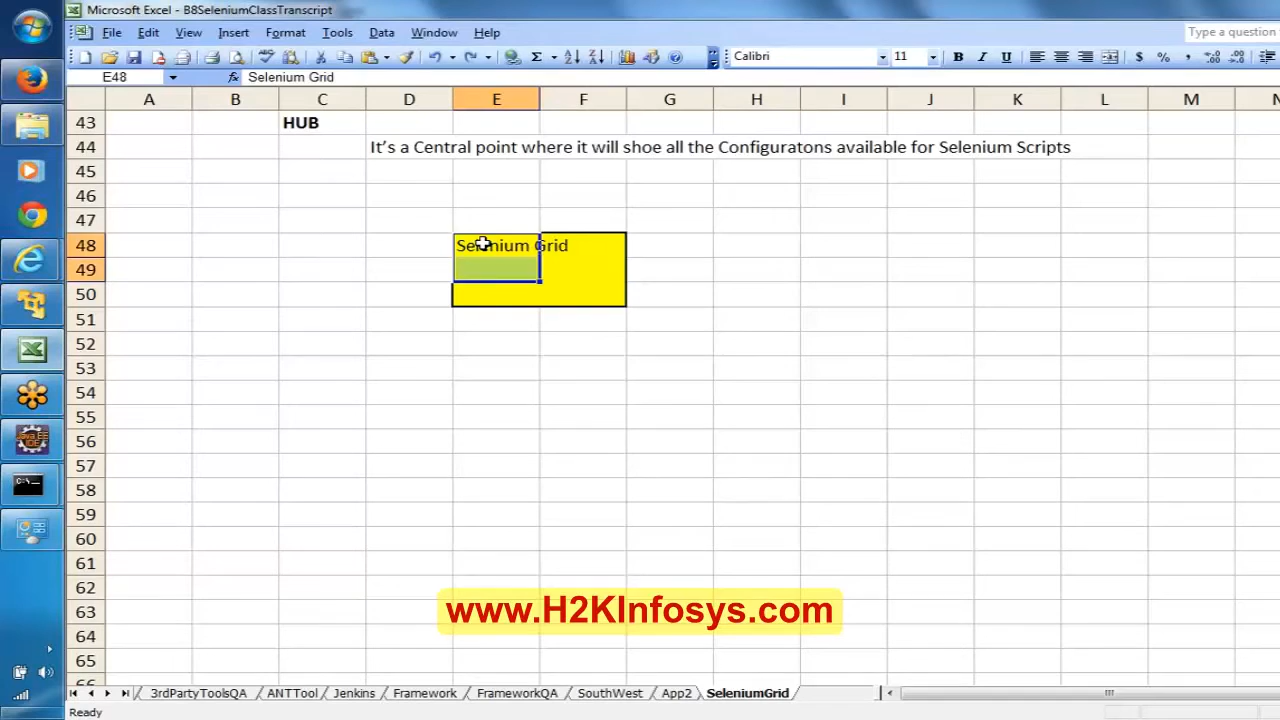 Microsoft Excel - B8SeleniumClassTranscript
File Edit View Insert Format Tools Data Window Help
Type a question
Calibri 11 B I U $ %
E48 fx Selenium Grid
A B C D E F G H I J K L M
43 HUB
44 It's a Central point where it will shoe all the Configuratons available for Selenium Scripts
45
46
47
48 Selenium Grid
49
50
51
52
53
54
55
56
57
58
59
60
61
62
63
www.H2KInfosys.com
64
65
3rdPartyToolsQA ANTTool Jenkins Framework FrameworkQA SouthWest App2 SeleniumGrid
Ready